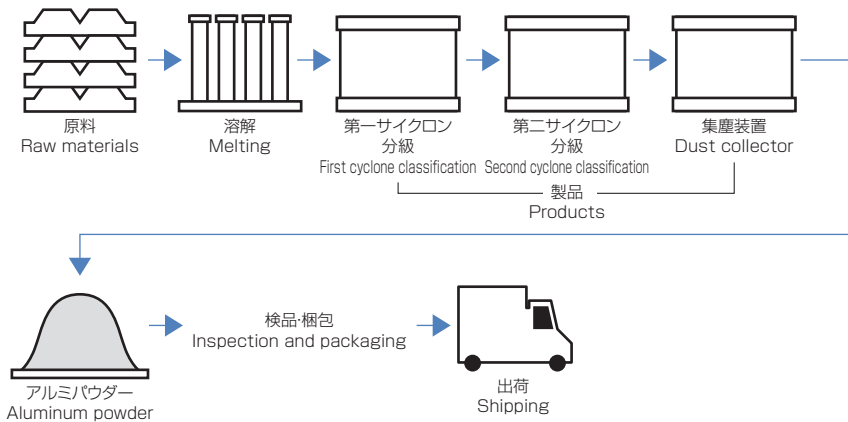 原料
Raw materials
溶解
Melting
第一サイクロン
分級
First cyclone classification
第二サイクロン
分級
Second cyclone classification
集塵装置
Dust collector
製品
Products
アルミパウダー
Aluminum powder
検品・梱包
Inspection and packaging
出荷
Shipping